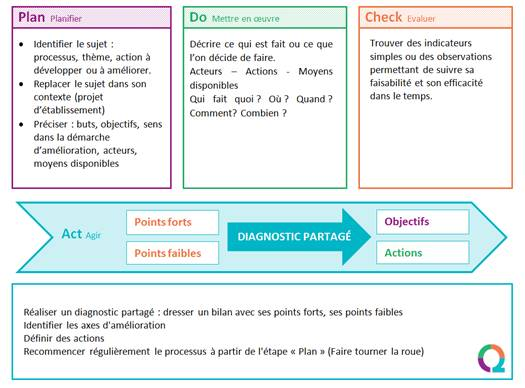 Plan Planifier
• Identifier le sujet :
processus, thème, action à
développer ou à améliorer.
• Replacer le sujet dans son
contexte (projet
d'établissement)
• Préciser : buts, objectifs, sens
dans la démarche
d'amélioration, acteurs,
moyens disponibles
Do Mettre en œuvre
Décrire ce qui est fait ou ce que
l'on décide de faire.
Acteurs – Actions - Moyens
disponibles
Qui fait quoi ? Où ? Quand ?
Comment? Combien ?
Check Evaluer
Trouver des indicateurs
simples ou des observations
permettant de suivre sa
faisabilité et son efficacité
dans le temps.
Act Agir
Points forts
Points faibles
DIAGNOSTIC PARTAGÉ
Objectifs
Actions
Réaliser un diagnostic partagé : dresser un bilan avec ses points forts, ses points faibles
Identifier les axes d'amélioration
Définir des actions
Recommencer régulièrement le processus à partir de l'étape « Plan » (Faire tourner la roue)